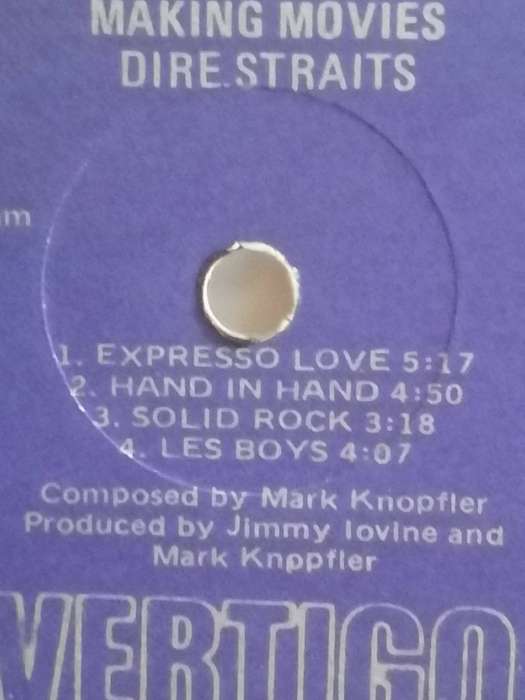 MAKING MOVIES
DIRE STRAITS
m
1. EXPRESSO LOVE 5:17
2. HAND IN HAND 4:50
3. SOLID ROCK 3:18
4. LES BOYS 4:07
Composed by Mark Knopfler
Produced by Jimmy Iovine and
Mark Knppfler
VERTIGO